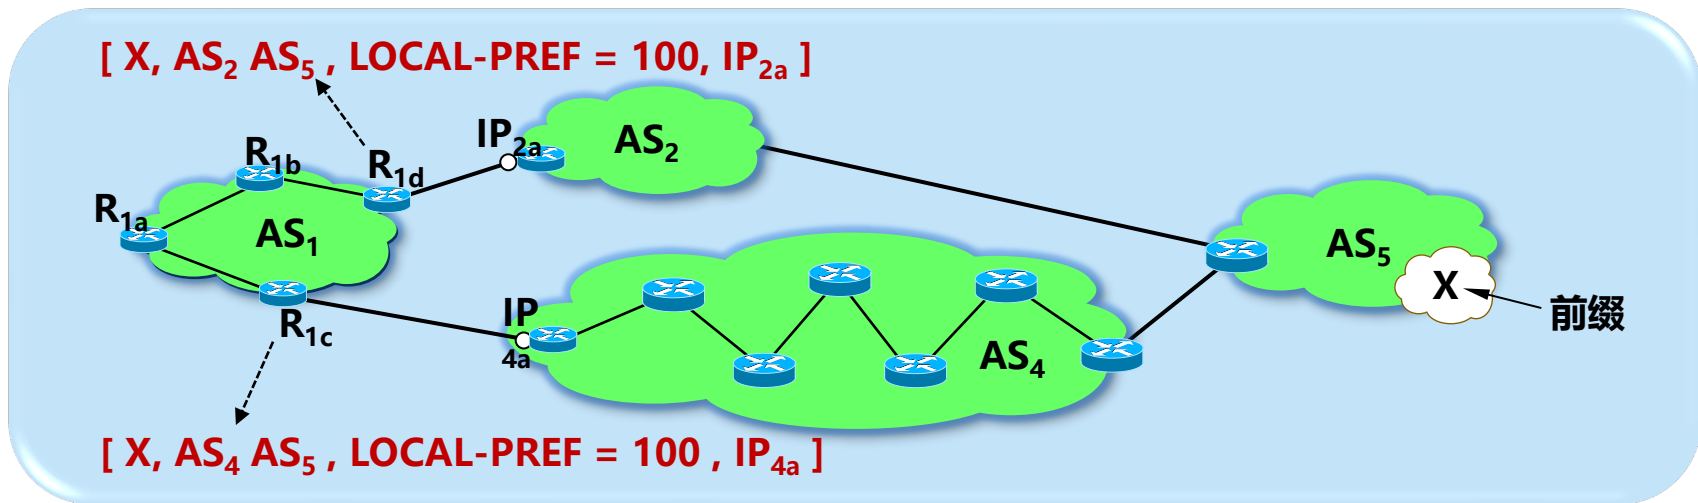 [ X, AS2 AS5 , LOCAL-PREF = 100, IP2a ]
IP2a
AS2
R1b
R1d
R1a
AS1
AS5
X
前缀
R1c
IP
4a
AS4
[ X, AS4 AS5 , LOCAL-PREF = 100 , IP4a ]